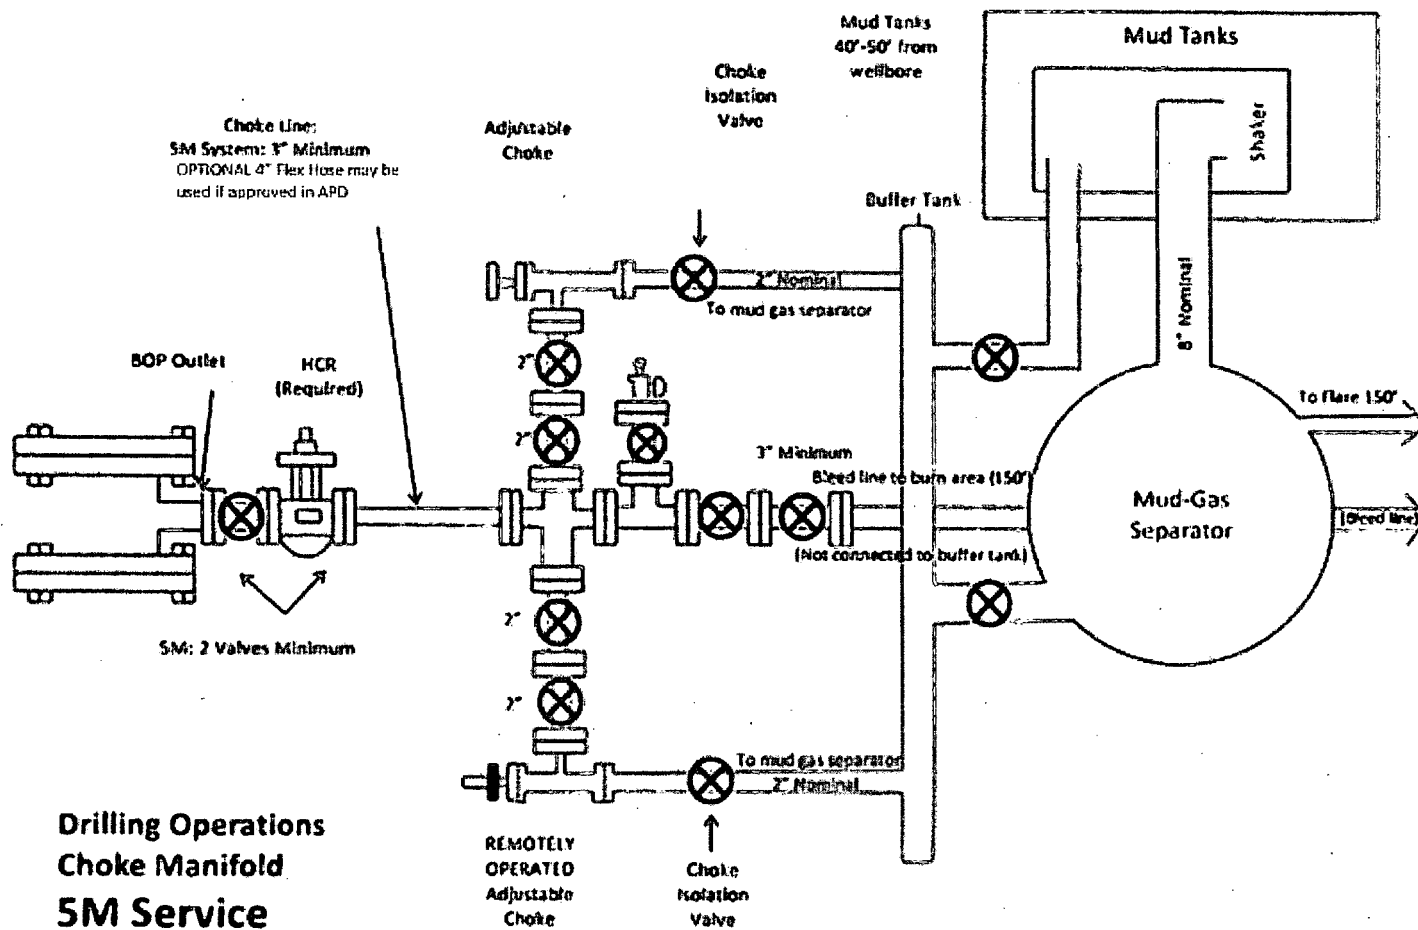 Mud Tanks
40'-50' from
wellbore
Mud Tanks
Shaker
8" Nominal
Choke
Isolation
Valve
Adjustable
Choke
Choke Line:
5M System: 3" Minimum
OPTIONAL 4" Flex Hose may be
used if approved in APD
Buffer Tank
2" Nominal
To mud gas separator
BOP Outlet
HCR
(Required)
2"
2"
To Flare 150'
3" Minimum
Bleed line to burn area (150')
Mud-Gas
Separator
(Bleed line)
(Not connected to buffer tank)
5M: 2 Valves Minimum
2"
2"
To mud gas separator
2" Nominal
REMOTELY
OPERATED
Adjustable
Choke
Choke
Isolation
Valve
Drilling Operations
Choke Manifold
5M Service